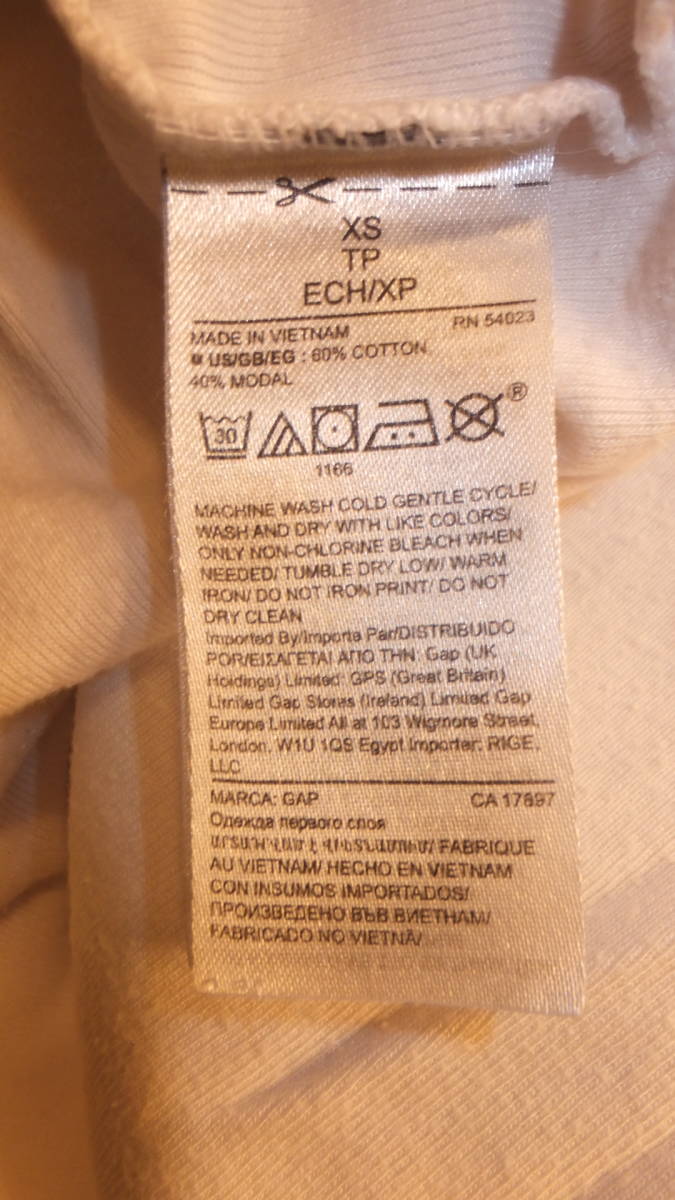 XS
TP
ECH/XP
MADE IN VIETNAM RN 54023
US/GB/EG : 60% COTTON
40% MODAL
30 ®
1166
MACHINE WASH COLD GENTLE CYCLE/
WASH AND DRY WITH LIKE COLORS/
ONLY NON-CHLORINE BLEACH WHEN
NEEDED/ TUMBLE DRY LOW/ WARM
IRON/ DO NOT IRON PRINT/ DO NOT
DRY CLEAN
Imported By/Importe Par/DISTRIBUIDO
POR/ΕΙΣΑΓΕΤΑΙ ΑΠΟ ΤΗΝ: Gap (UK
Holdings) Limited: GPS (Great Britain)
Limited Gap Stores (Ireland) Limited Gap
Europe Limited All at 103 Wigmore Street,
London, W1U 1QS Egypt Importer: RIGE,
LLC
MARCA: GAP CA 17897
Одежда первого слоя
FABRIQUE
AU VIETNAM/ HECHO EN VIETNAM
CON INSUMOS IMPORTADOS/
ПРОИЗВЕДЕНО ВЪВ ВИЕТНАМ/
FABRICADO NO VIETNÃ/